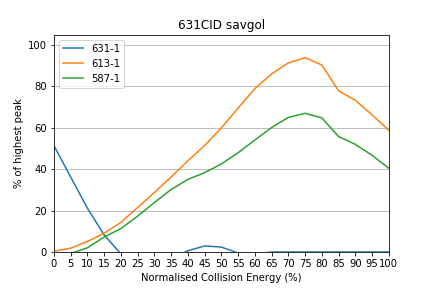 631CID savgol
100
80
60
40
20
0
% of highest peak
631-1
613-1
587-1
0 5 10 15 20 25 30 35 40 45 50 55 60 65 70 75 80 85 90 95 100
Normalised Collision Energy (%)